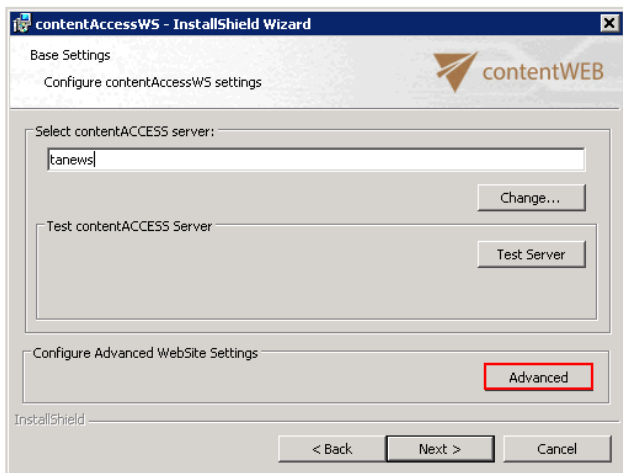 contentAccessWS - InstallShield Wizard
Base Settings
Configure contentAccessWS settings
contentWEB
Select contentACCESS server:
tanews
Change...
Test contentACCESS Server
Test Server
Configure Advanced WebSite Settings
Advanced
InstallShield
< Back Next > Cancel